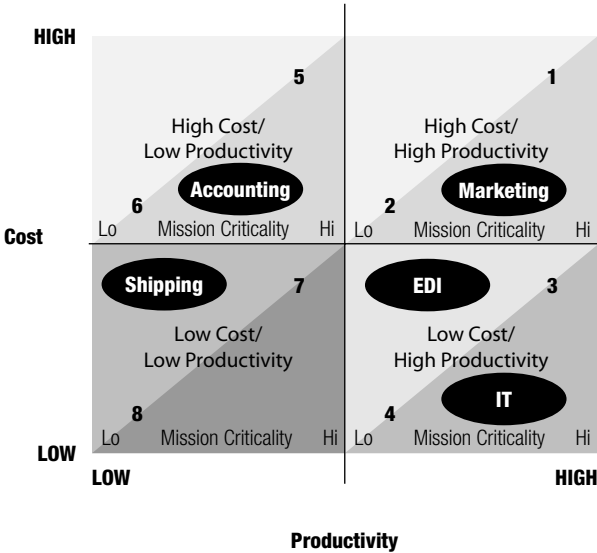 HIGH
5
1
High Cost/
Low Productivity
High Cost/
High Productivity
Accounting
Marketing
6
2
Lo Mission Criticality Hi
Lo Mission Criticality Hi
Cost
Shipping
7
EDI
3
Low Cost/
Low Productivity
Low Cost/
High Productivity
IT
8
4
Lo Mission Criticality Hi
Lo Mission Criticality Hi
LOW
LOW
HIGH
Productivity